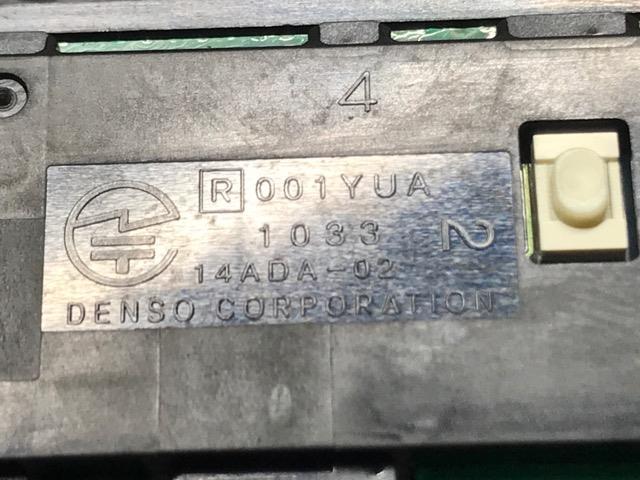 4
R 001YUA
1033 2
14ADA-02
DENSO CORPORATION